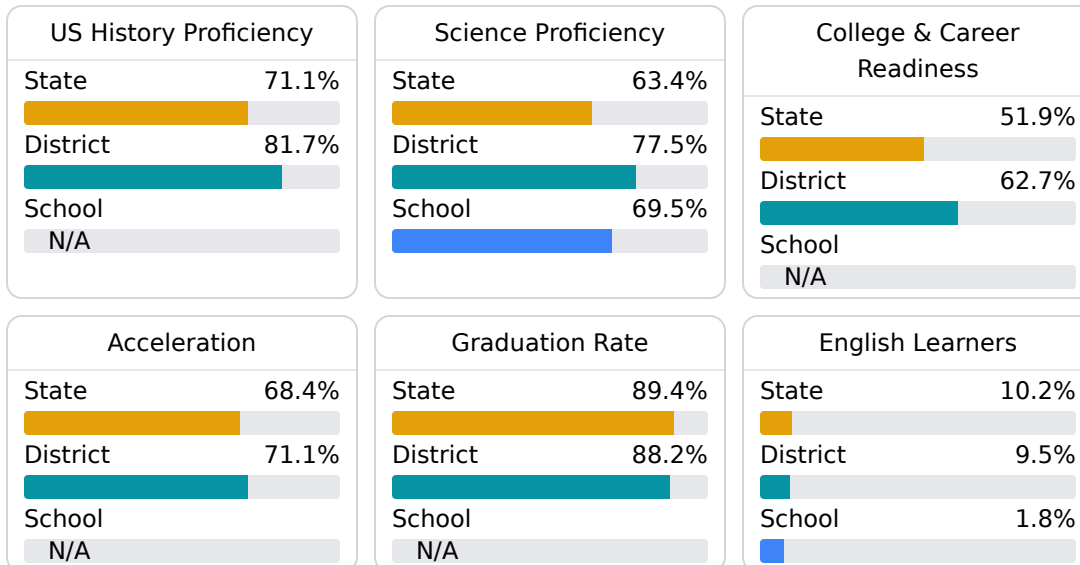 US History Proficiency
State 71.1%
District 81.7%
School
N/A
Science Proficiency
State 63.4%
District 77.5%
School 69.5%
College & Career
Readiness
State 51.9%
District 62.7%
School
N/A
Acceleration
State 68.4%
District 71.1%
School
N/A
Graduation Rate
State 89.4%
District 88.2%
School
N/A
English Learners
State 10.2%
District 9.5%
School 1.8%